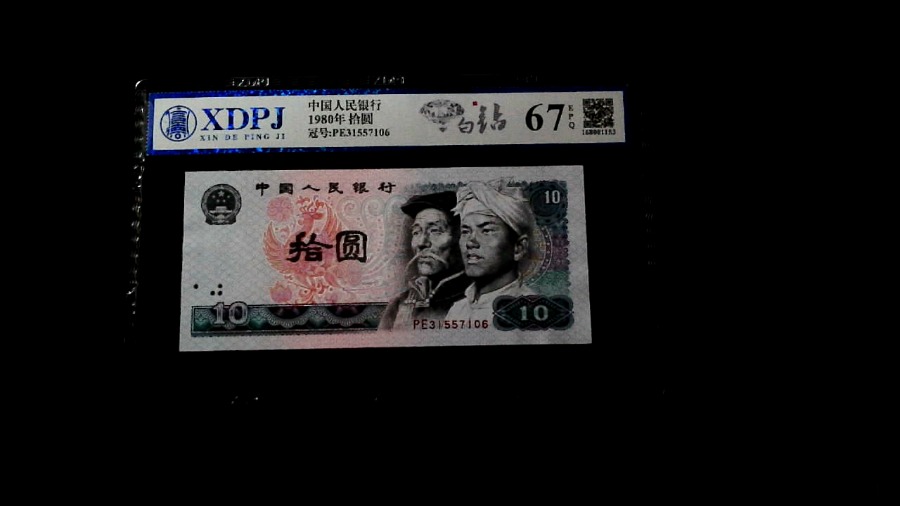 XDPJ
XIN DE PING JI
中国人民银行
1980年 拾圆
冠号:PE31557106
白钻
67
EPQ
中国人民银行
10
拾圆
10
PE31557106
10